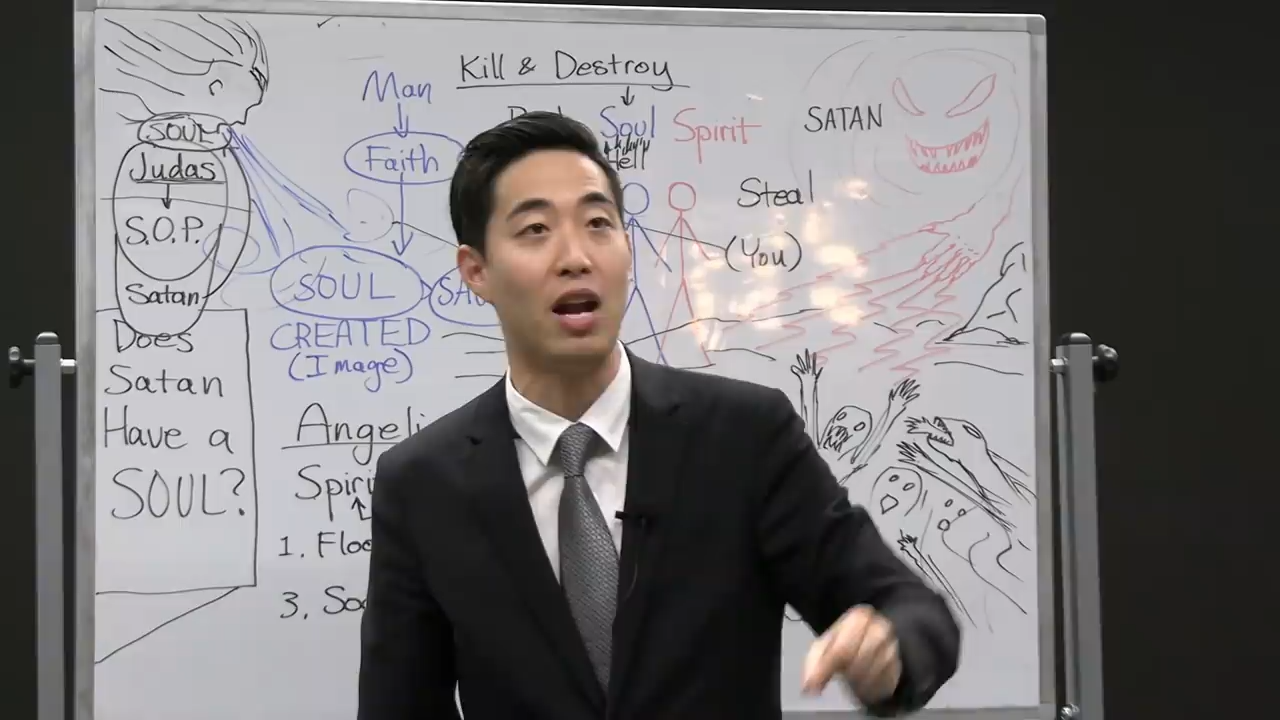 Kill & Destroy
Man
Faith
SOUL
CREATED
(Image)
Soul
Hell
Spirit
SATAN
Steal
(You)
SOUL
Judas
S.O.P.
Satan
Does
Satan
Have a
SOUL?
1.
3.